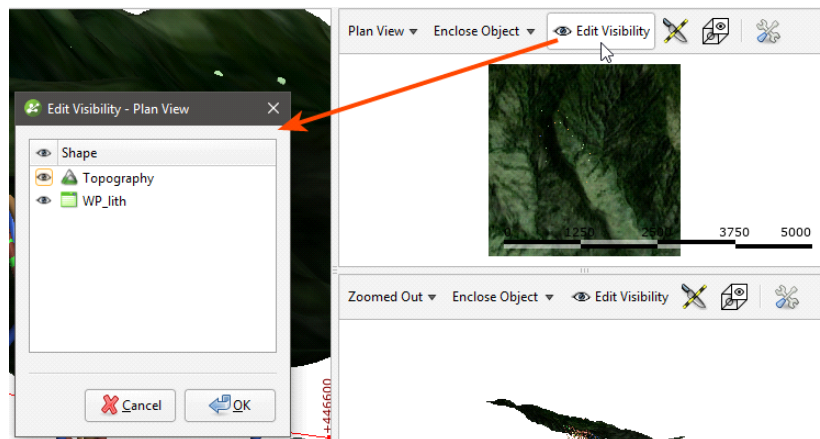 Plan View Enclose Object Edit Visibility
Edit Visibility - Plan View
Shape
Topography
WP_lith
0 1250 2500 3750 5000
Zoomed Out Enclose Object Edit Visibility
Cancel OK
+446600